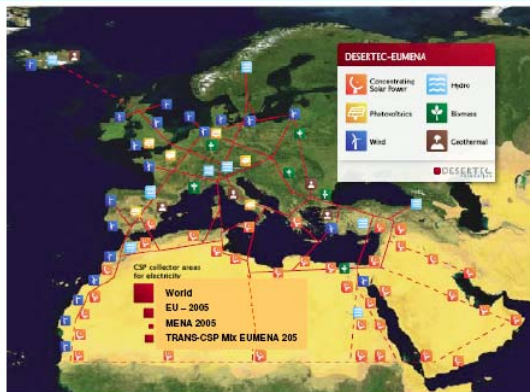 DESERTEC-EUMENA
Concentrating
Solar Power
Hydro
Photovoltaics
Biomass
Wind
Geothermal
DESERTEC
CSP collector areas
for electricity
World
EU – 2005
MENA 2005
TRANS-CSP Mix EUMENA 205